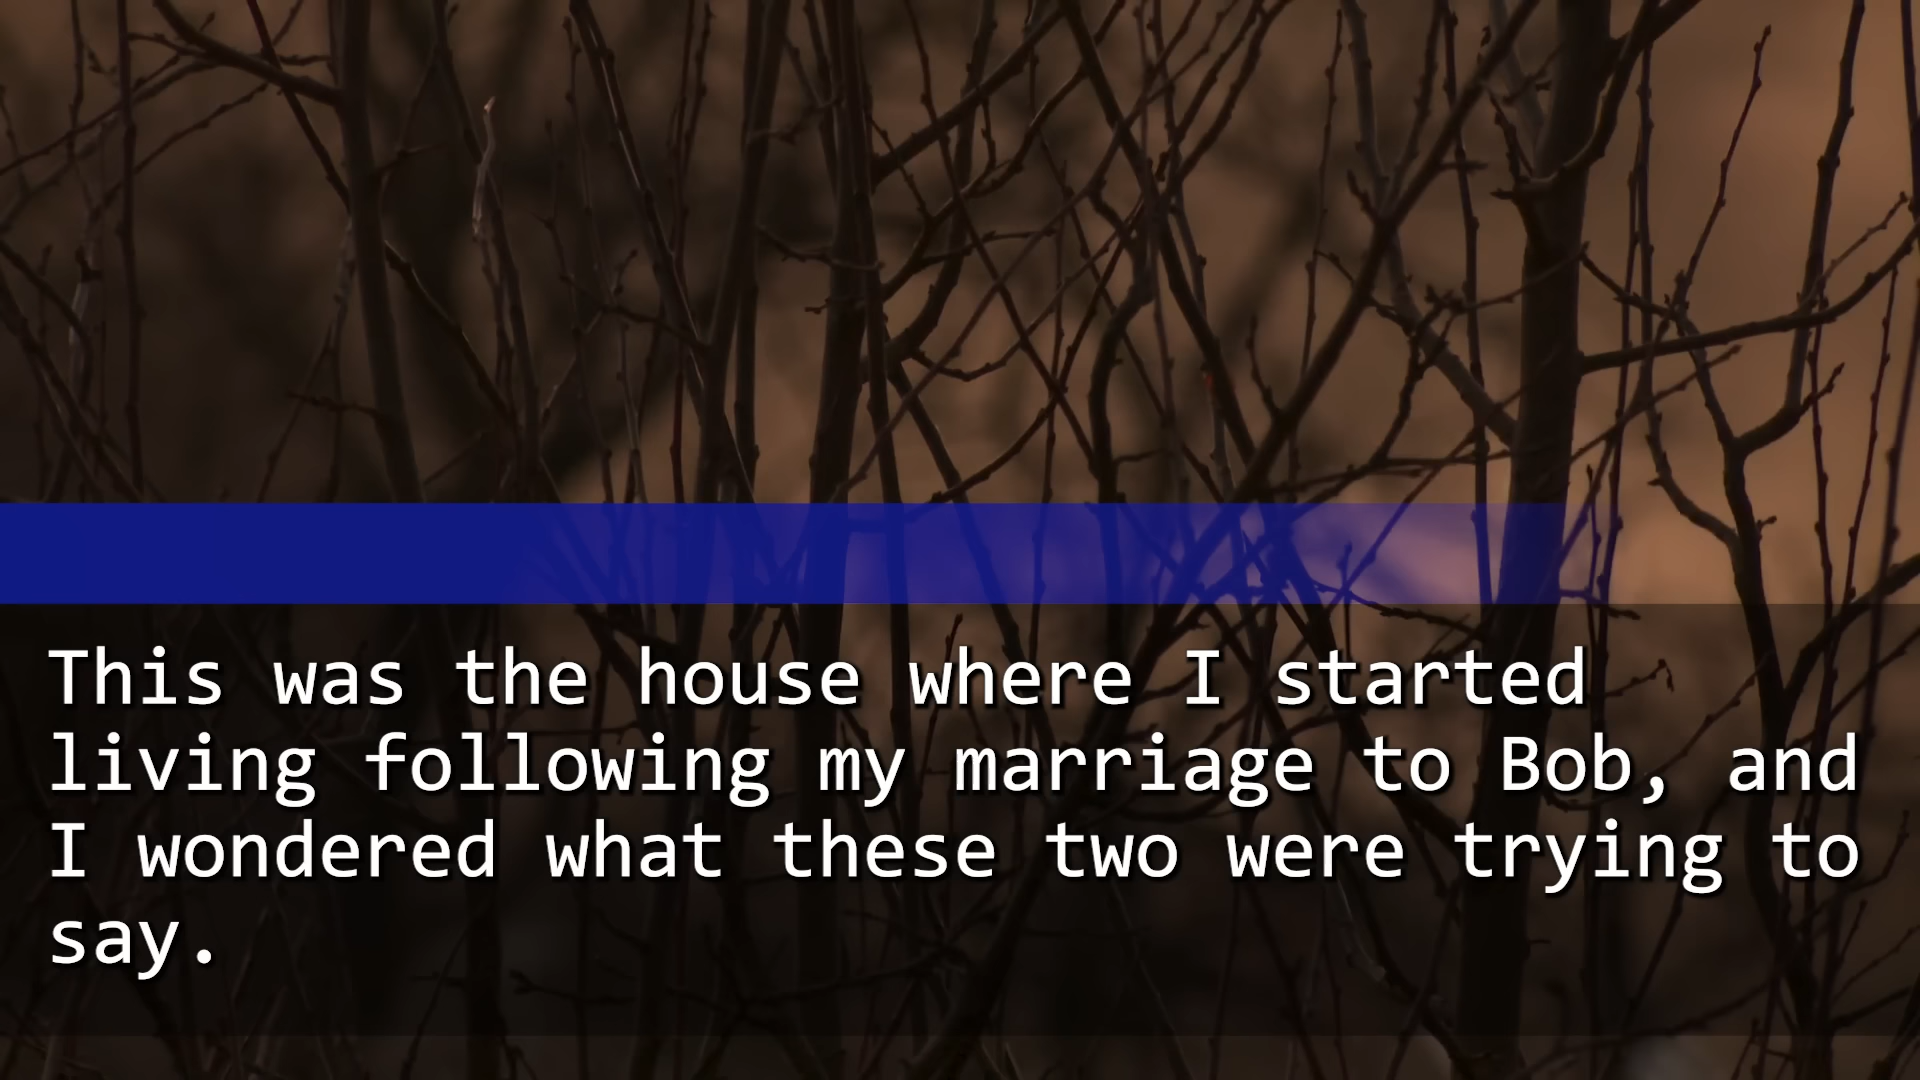 This was the house where I started
living following my marriage to Bob, and
I wondered what these two were trying to
say.